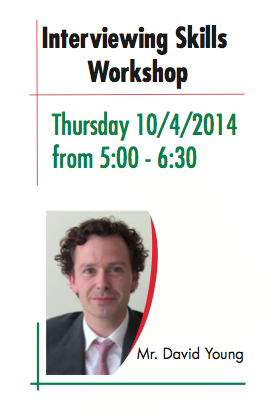 Interviewing Skills
Workshop
Thursday 10/4/2014
from 5:00 - 6:30
Mr. David Young